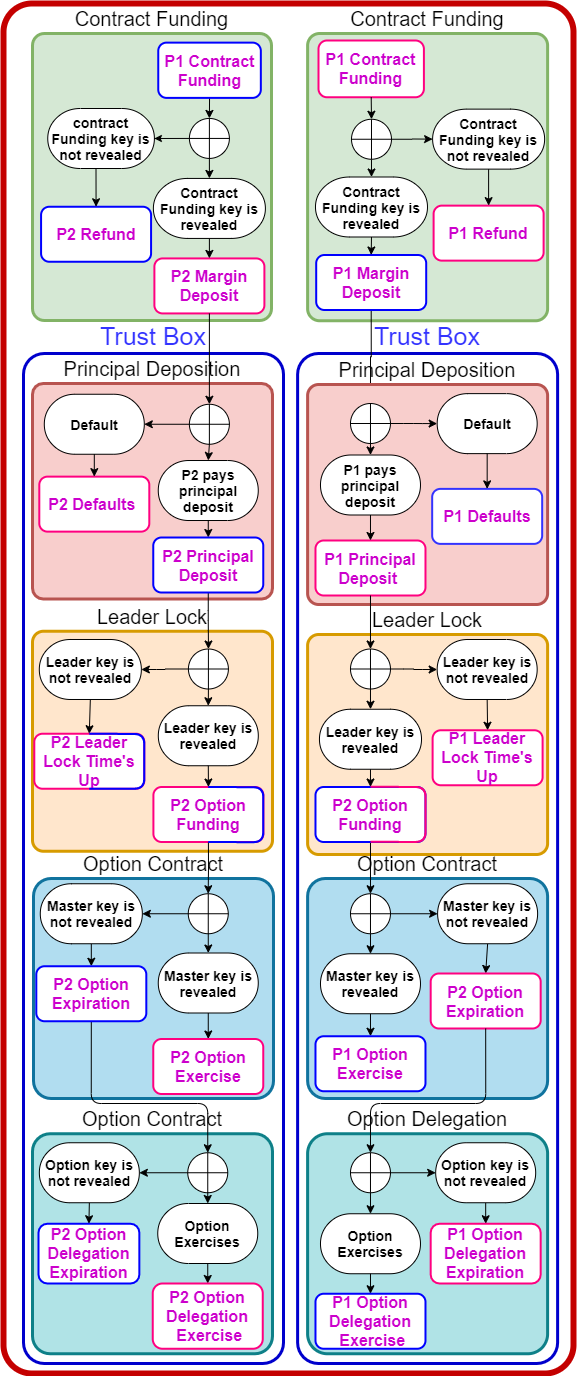 Contract Funding
P1 Contract
Funding
contract
Funding key is
not revealed
Contract
Funding key is
revealed
P2 Refund
P2 Margin
Deposit
Trust Box
Principal Deposition
Default
P2 pays
principal
deposit
P2 Defaults
P2 Principal
Deposit
Leader Lock
Leader key is
not revealed
Leader key is
revealed
P2 Leader
Lock Time's
Up
P2 Option
Funding
Option Contract
Master key is
not revealed
Master key is
revealed
P2 Option
Expiration
P2 Option
Exercise
Option Contract
Option key is
not revealed
Option
Exercises
P2 Option
Delegation
Expiration
P2 Option
Delegation
Exercise
Contract Funding
P1 Contract
Funding
Contract
Funding key is
not revealed
Contract
Funding key is
revealed
P1 Refund
P1 Margin
Deposit
Trust Box
Principal Deposition
Default
P1 pays
principal
deposit
P1 Defaults
P1 Principal
Deposit
Leader Lock
Leader key is
not revealed
Leader key is
revealed
P1 Leader
Lock Time's
Up
P2 Option
Funding
Option Contract
Master key is
not revealed
Master key is
revealed
P2 Option
Expiration
P1 Option
Exercise
Option Delegation
Option key is
not revealed
Option
Exercises
P1 Option
Delegation
Expiration
P1 Option
Delegation
Exercise